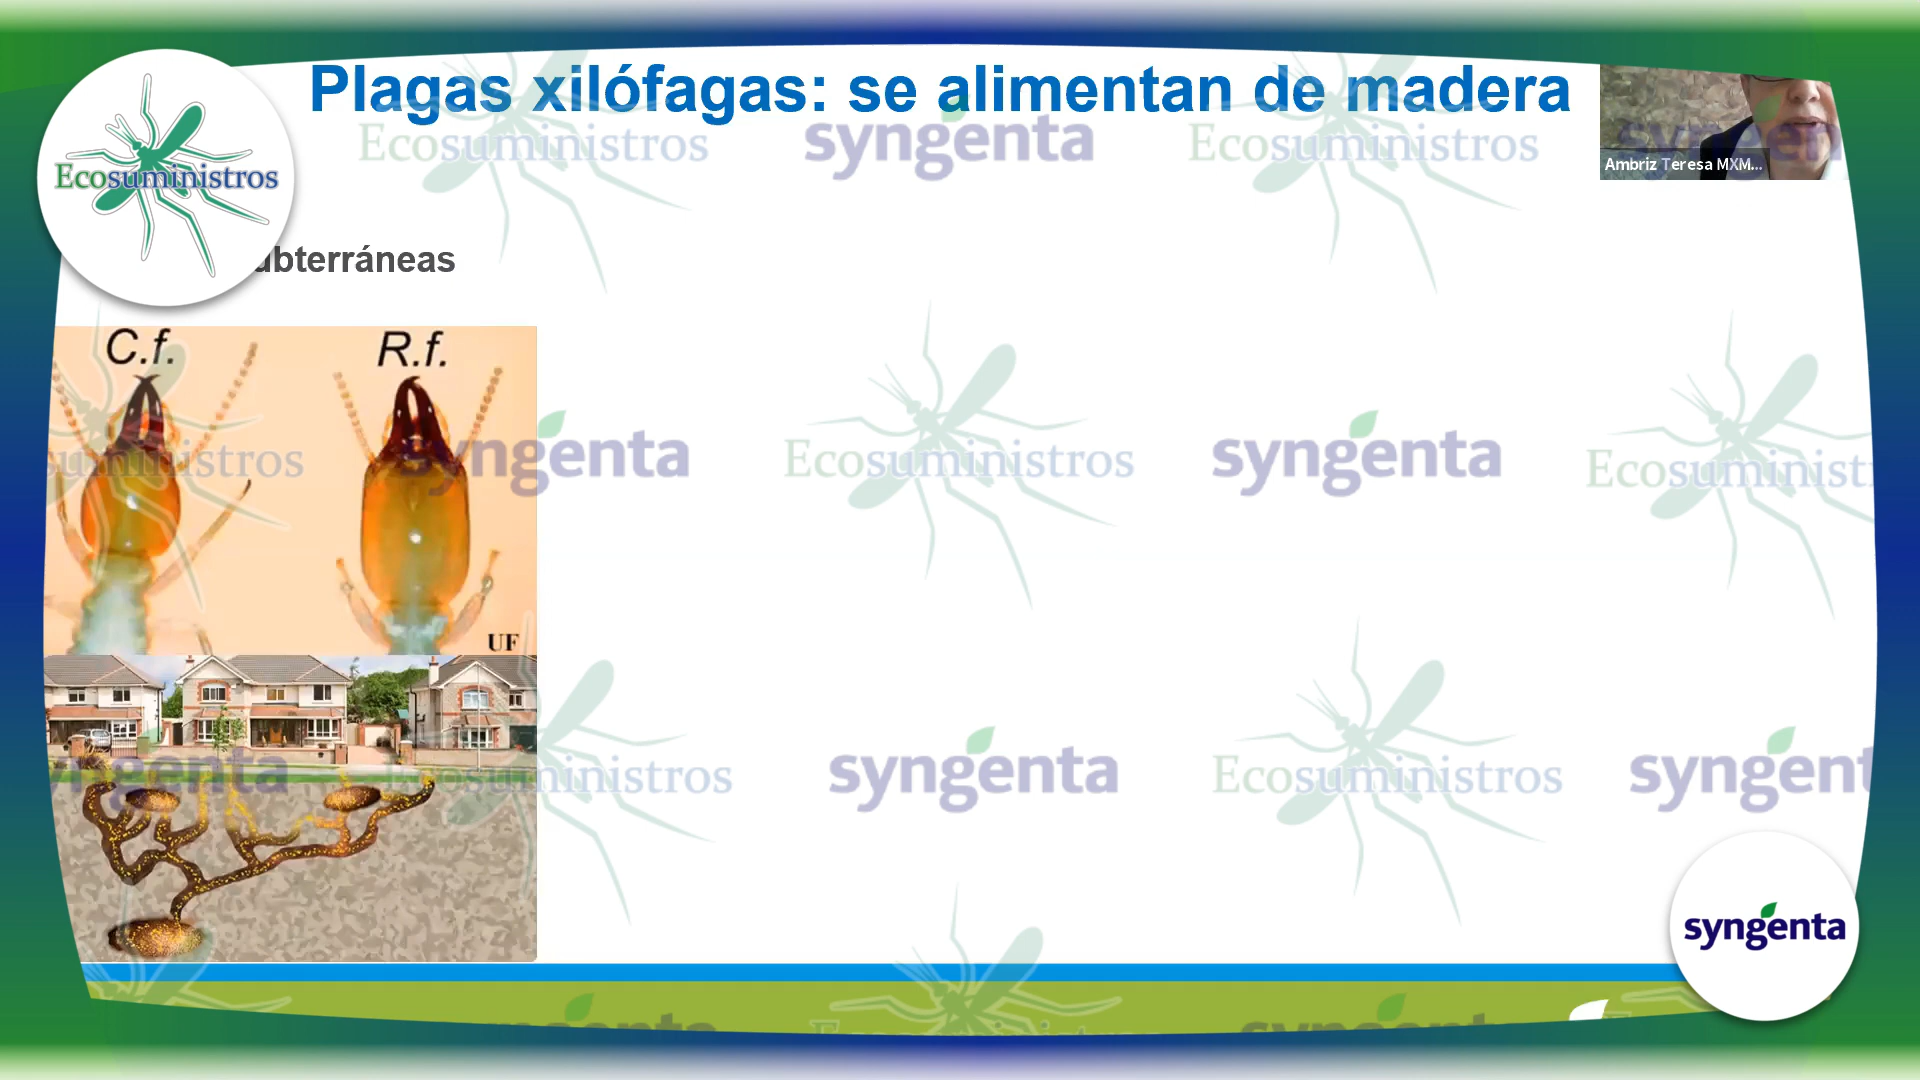 Plagas xilófagas: se alimentan de madera
Ecosuministros
syngenta
Ecosuministros
Ambriz Teresa MXM...
Ecosuministros
ubterráneas
C.f.
R.f.
syngenta
Ecosuministros
syngenta
UF
Ecosuministros
syngenta
Ecosuministros
syngenta